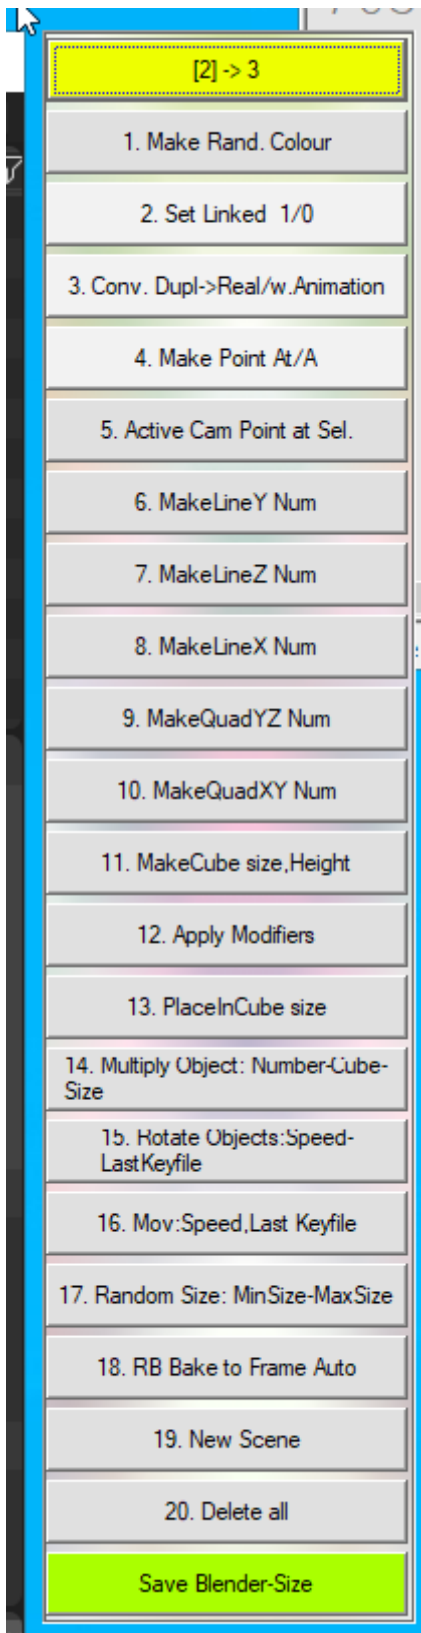 [2] -> 3
1. Make Rand. Colour
2. Set Linked  1/0
3. Conv. Dupl->Real/w.Animation
4. Make Point At/A
5. Active Cam Point at Sel.
6. MakeLineY Num
7. MakeLineZ Num
8. MakeLineX Num
9. MakeQuadYZ Num
10. MakeQuadXY Num
11. MakeCube size,Height
12. Apply Modifiers
13. PlaceInCube size
14. Multiply Object: Number-Cube-
Size
15. Rotate Objects:Speed-
LastKeyfile
16. Mov:Speed,Last Keyfile
17. Random Size: MinSize-MaxSize
18. RB Bake to Frame Auto
19. New Scene
20. Delete all
Save Blender-Size